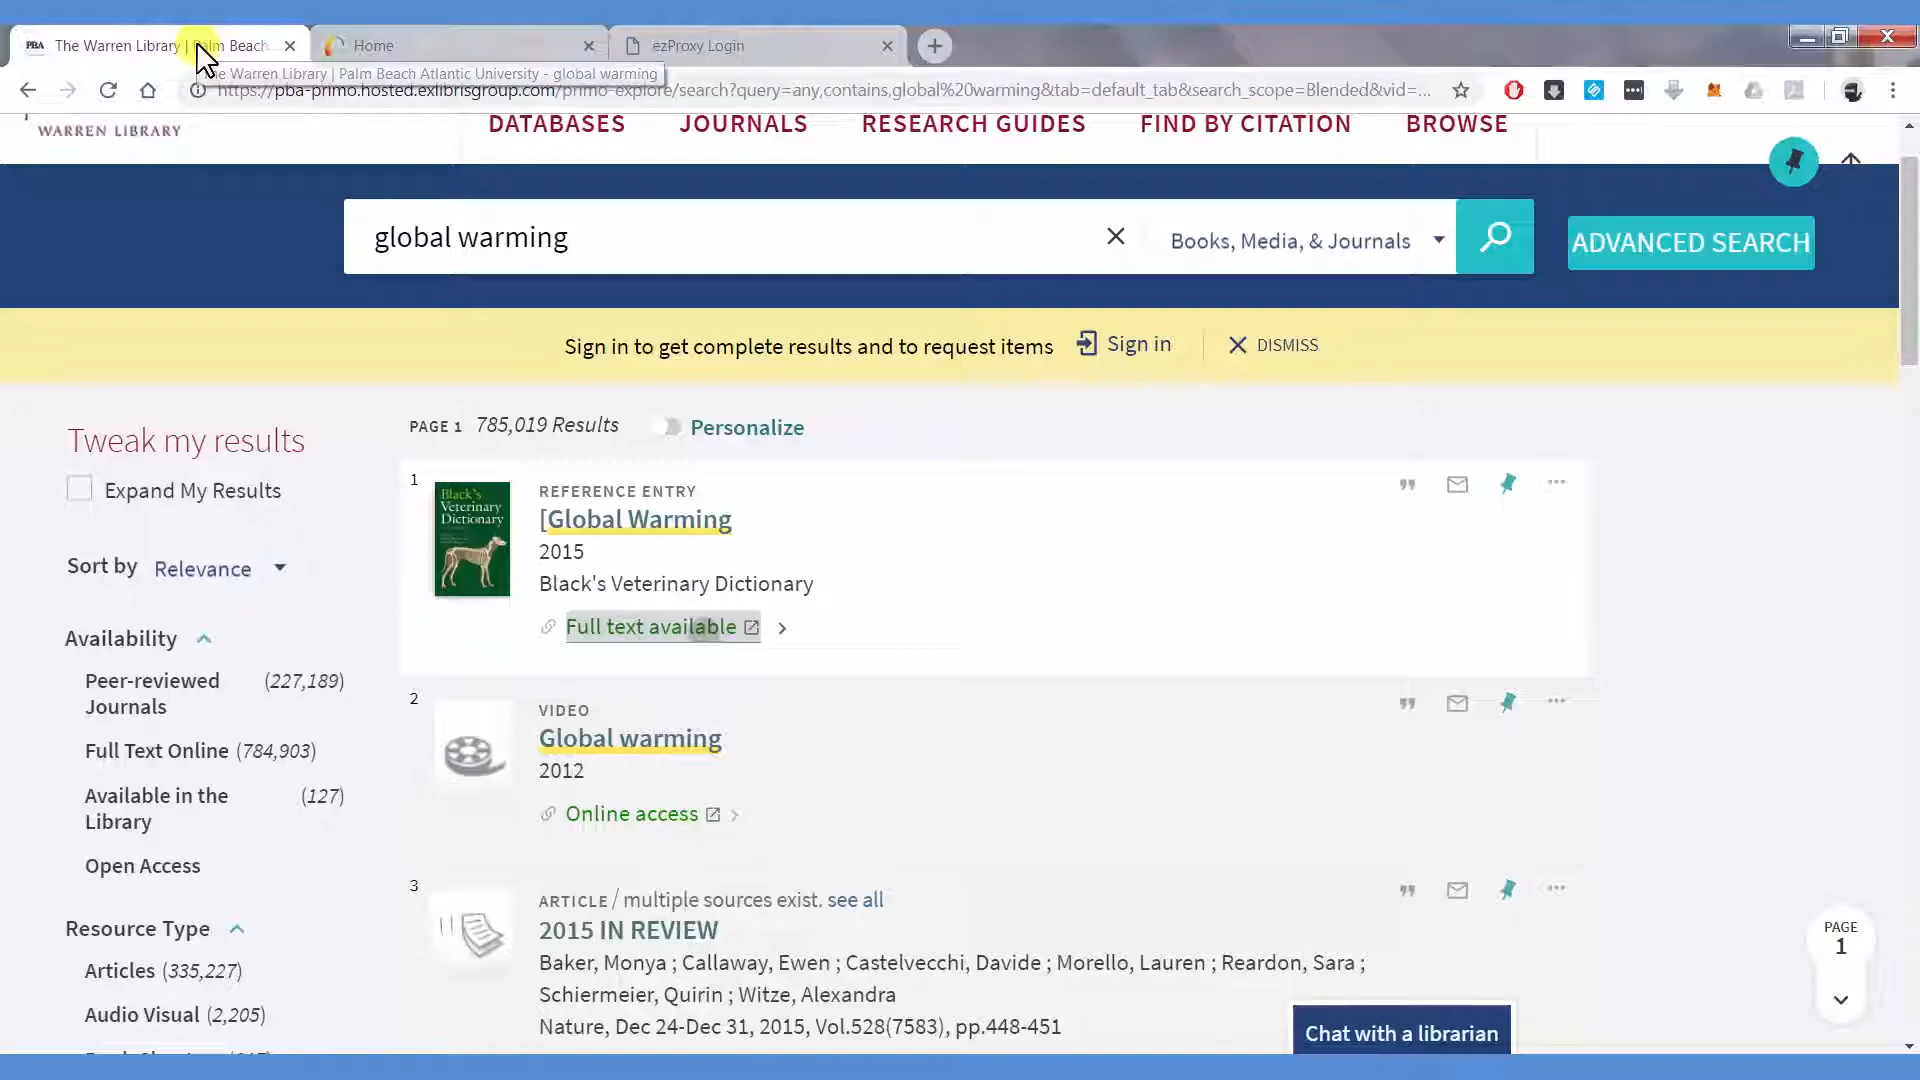 PBA The Warren Library | Palm Beach
Home
ezProxy Login
The Warren Library | Palm Beach Atlantic University - global warming
https://pba-primo.hosted.exlibrisgroup.com/primo-explore/search?query=any,contains,global%20warming&tab=default_tab&search_scope=Blended&vid=...
WARREN LIBRARY
DATABASES JOURNALS RESEARCH GUIDES FIND BY CITATION BROWSE
global warming
Books, Media, & Journals
ADVANCED SEARCH
Sign in to get complete results and to request items Sign in DISMISS
Tweak my results
Expand My Results
Sort by Relevance
Availability
Peer-reviewed (227,189)
Journals
Full Text Online (784,903)
Available in the (127)
Library
Open Access
Resource Type
Articles (335,227)
Audio Visual (2,205)
PAGE 1 785,019 Results Personalize
1
Black's
Veterinary
Dictionary
REFERENCE ENTRY
[Global Warming
2015
Black's Veterinary Dictionary
Full text available
2
VIDEO
Global warming
2012
Online access
3
ARTICLE / multiple sources exist. see all
2015 IN REVIEW
Baker, Monya ; Callaway, Ewen ; Castelvecchi, Davide ; Morello, Lauren ; Reardon, Sara ;
Schiermeier, Quirin ; Witze, Alexandra
Nature, Dec 24-Dec 31, 2015, Vol.528(7583), pp.448-451
PAGE
1
Chat with a librarian